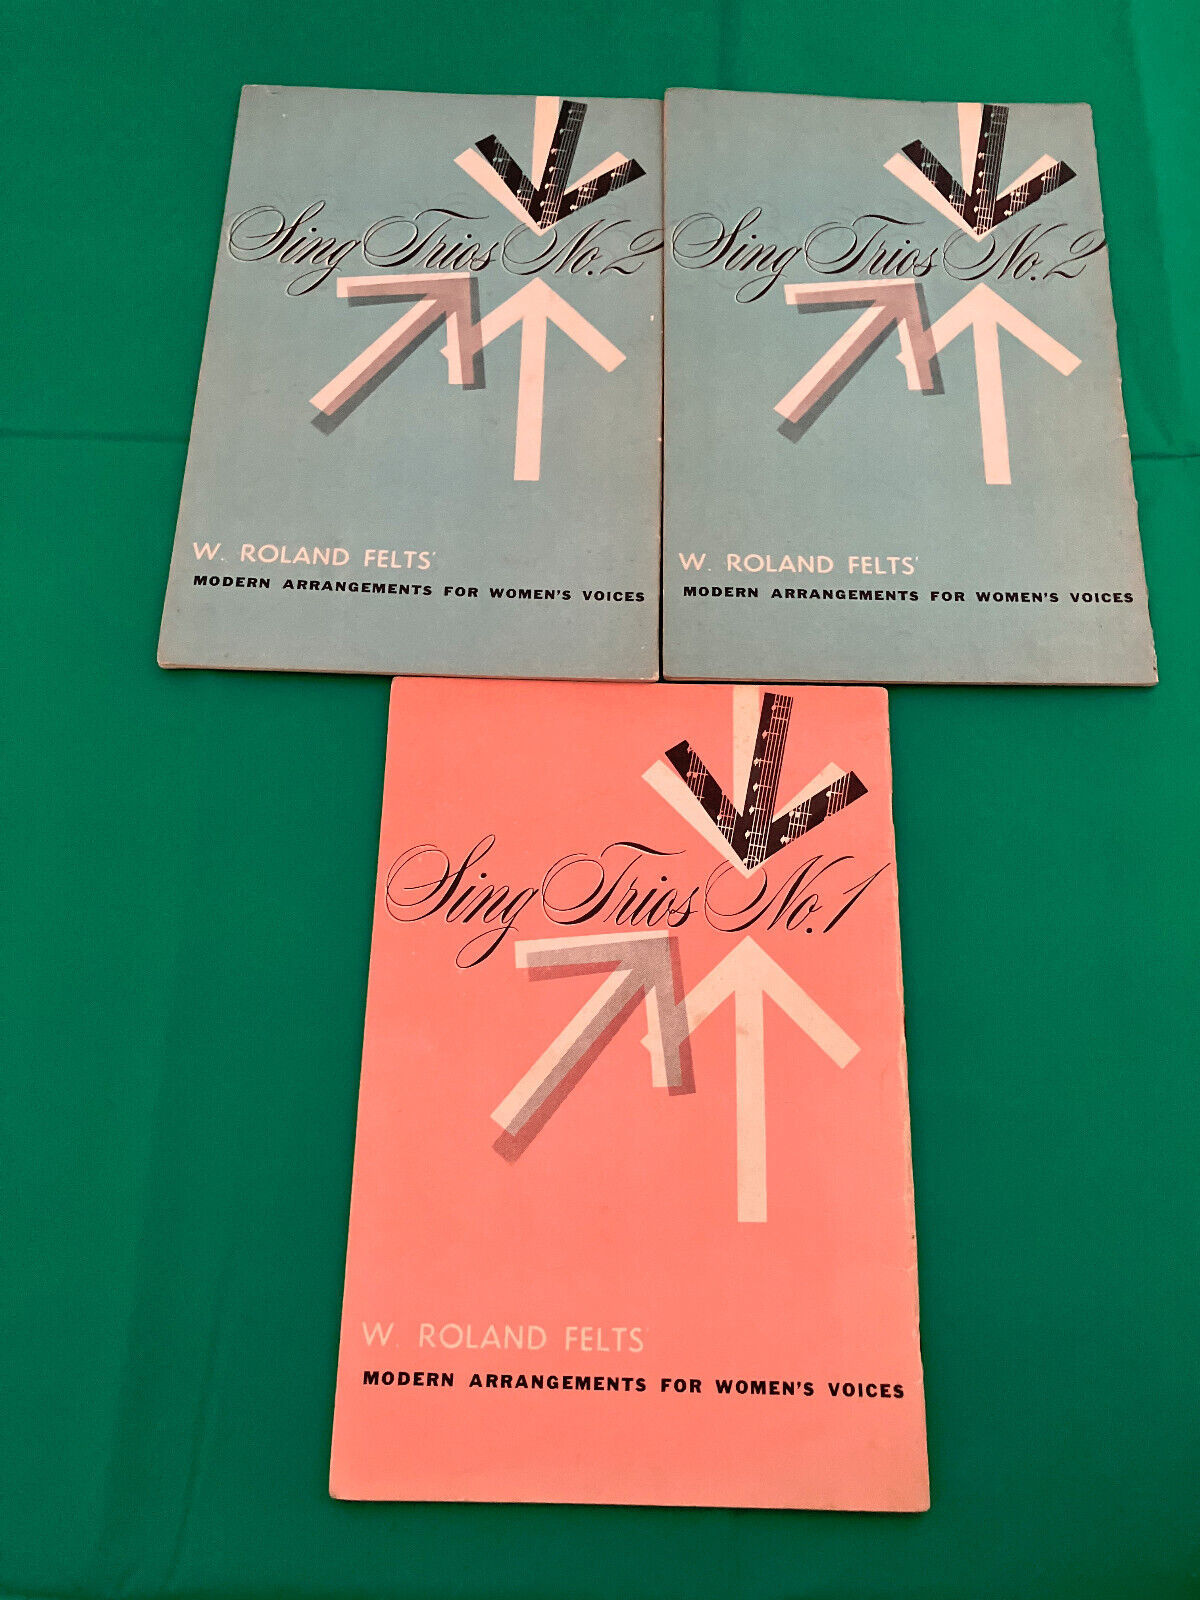 Sing Trios No. 2
W. ROLAND FELTS'
MODERN ARRANGEMENTS FOR WOMEN'S VOICES
Sing Trios No. 2
W. ROLAND FELTS'
MODERN ARRANGEMENTS FOR WOMEN'S VOICES
Sing Trios No. 1
W. ROLAND FELTS'
MODERN ARRANGEMENTS FOR WOMEN'S VOICES